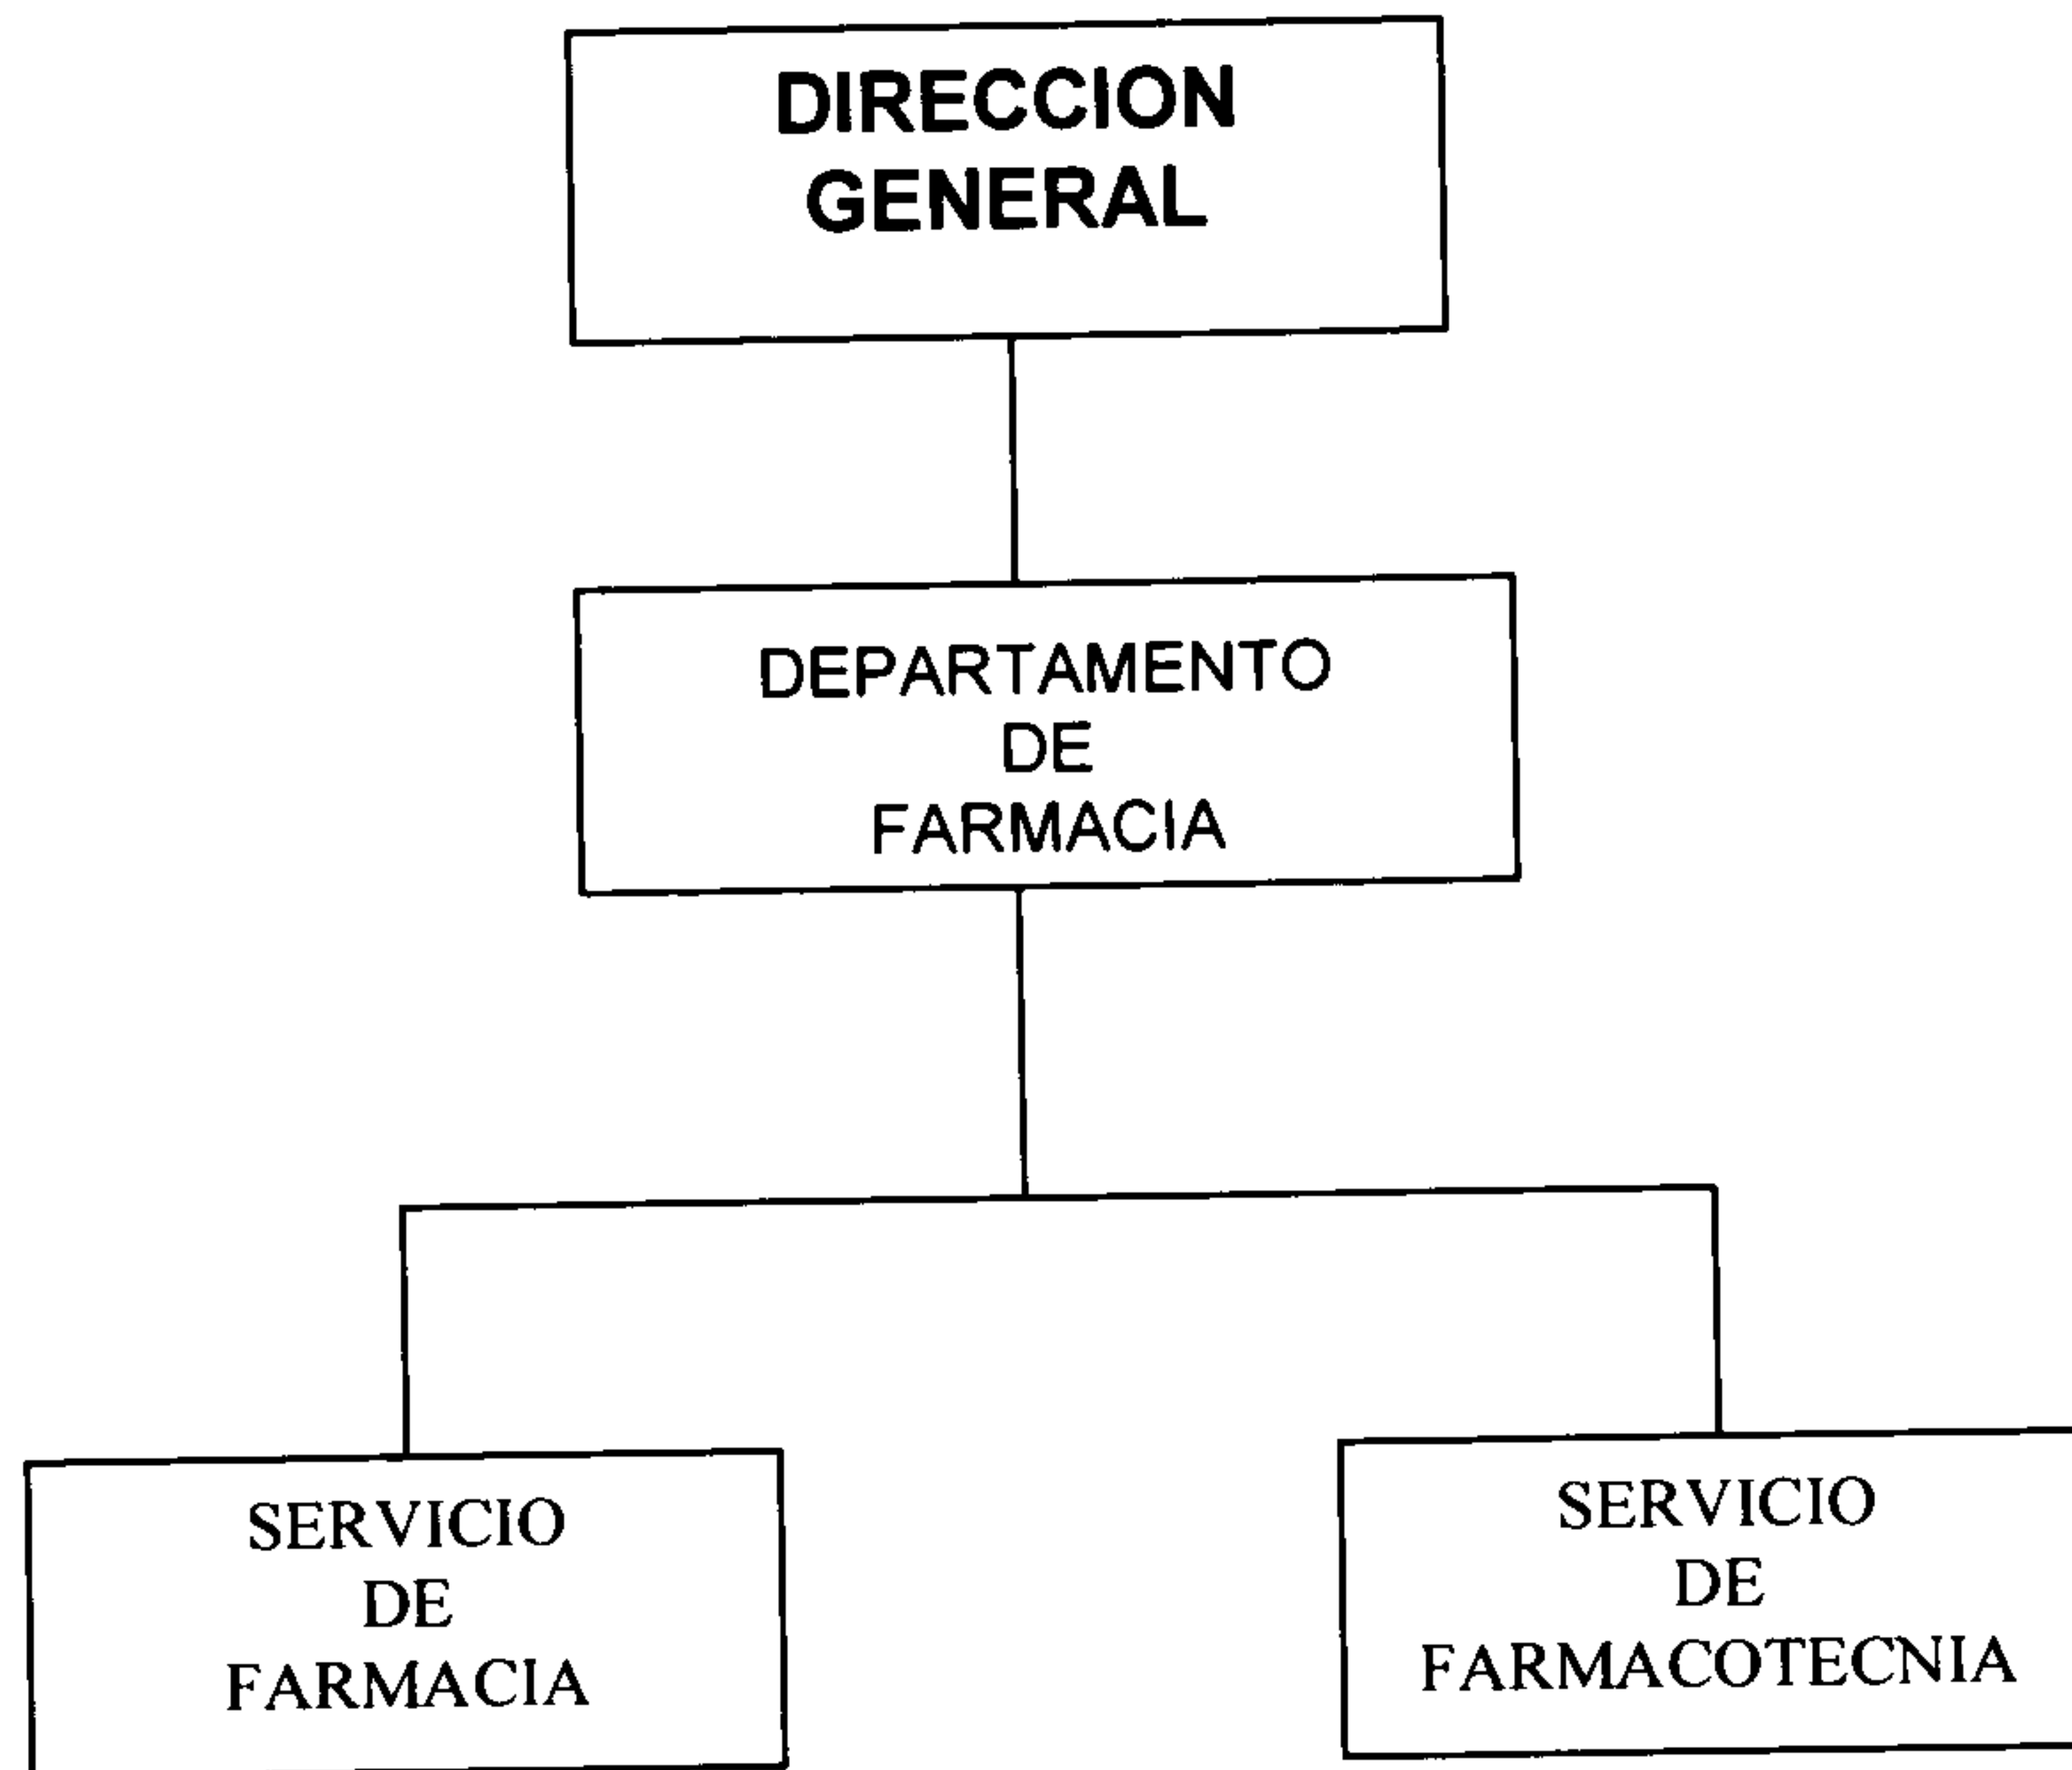 DIRECCION
GENERAL
DEPARTAMENTO
DE
FARMACIA
SERVICIO
DE
FARMACIA
SERVICIO
DE
FARMACOTECNIA